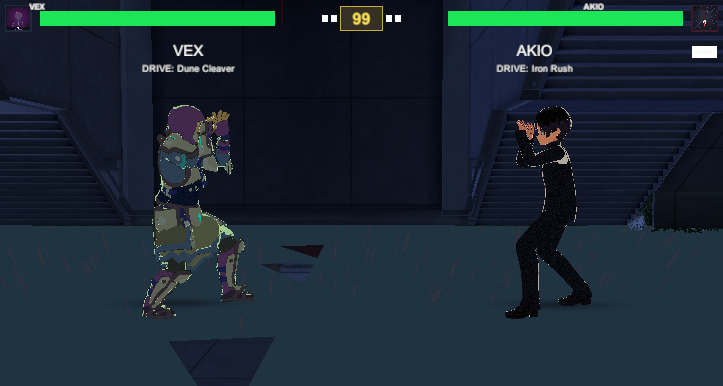 VEX
AKIO
99
VEX
DRIVE: Dune Cleaver
AKIO
DRIVE: Iron Rush